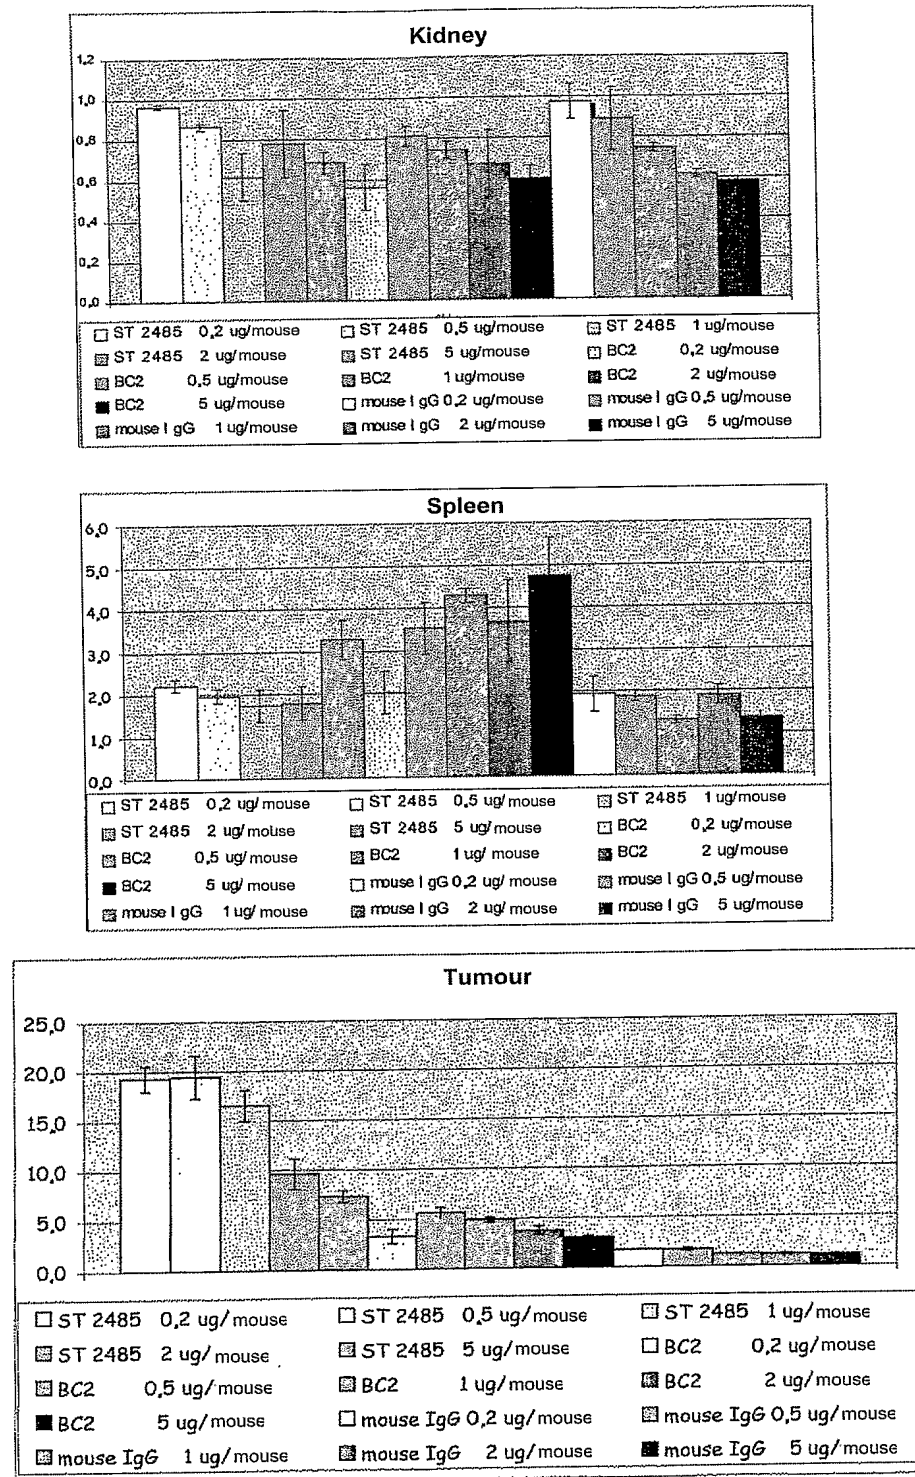 Kidney
1,2
1,0
0,8
0,6
0,4
0,2
0,0
ST 2485 0,2 ug/mouse ST 2485 0,5 ug/mouse ST 2485 1 ug/mouse
ST 2485 2 ug/mouse ST 2485 5 ug/mouse BC2 0,2 ug/mouse
BC2 0,5 ug/mouse BC2 1 ug/mouse BC2 2 ug/mouse
BC2 5 ug/mouse mouse I gG 0,2 ug/mouse mouse I gG 0,5 ug/mouse
mouse I gG 1 ug/mouse mouse I gG 2 ug/mouse mouse I gG 5 ug/mouse
Spleen
6,0
5,0
4,0
3,0
2,0
1,0
0,0
ST 2485 0,2 ug/mouse ST 2485 0,5 ug/mouse ST 2485 1 ug/mouse
ST 2485 2 ug/mouse ST 2485 5 ug/mouse BC2 0,2 ug/mouse
BC2 0,5 ug/mouse BC2 1 ug/mouse BC2 2 ug/mouse
BC2 5 ug/mouse mouse I gG 0,2 ug/mouse mouse I gG 0,5 ug/mouse
mouse I gG 1 ug/mouse mouse I gG 2 ug/mouse mouse I gG 5 ug/mouse
Tumour
25,0
20,0
15,0
10,0
5,0
0,0
ST 2485 0,2 ug/mouse ST 2485 0,5 ug/mouse ST 2485 1 ug/mouse
ST 2485 2 ug/mouse ST 2485 5 ug/mouse BC2 0,2 ug/mouse
BC2 0,5 ug/mouse BC2 1 ug/mouse BC2 2 ug/mouse
BC2 5 ug/mouse mouse IgG 0,2 ug/mouse mouse IgG 0,5 ug/mouse
mouse IgG 1 ug/mouse mouse IgG 2 ug/mouse mouse IgG 5 ug/mouse